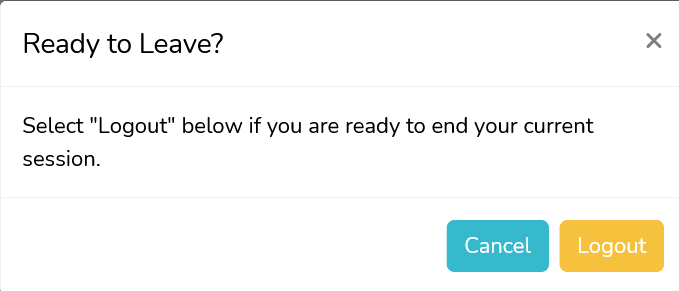 Ready to Leave?
Select "Logout" below if you are ready to end your current
session.
Cancel Logout